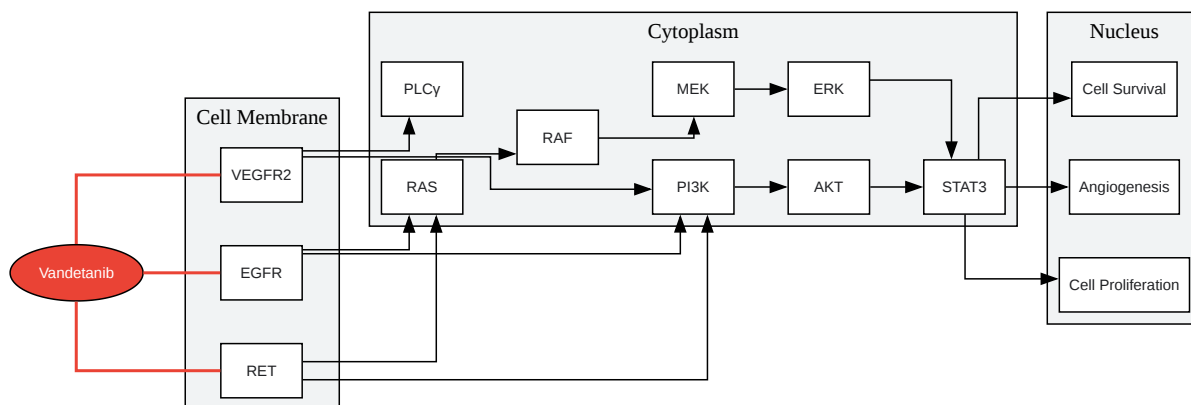 Cytoplasm
Nucleus
PLCγ
MEK
ERK
Cell Survival
Cell Membrane
RAF
VEGFR2
RAS
PI3K
AKT
STAT3
Angiogenesis
Vandetanib
EGFR
Cell Proliferation
RET